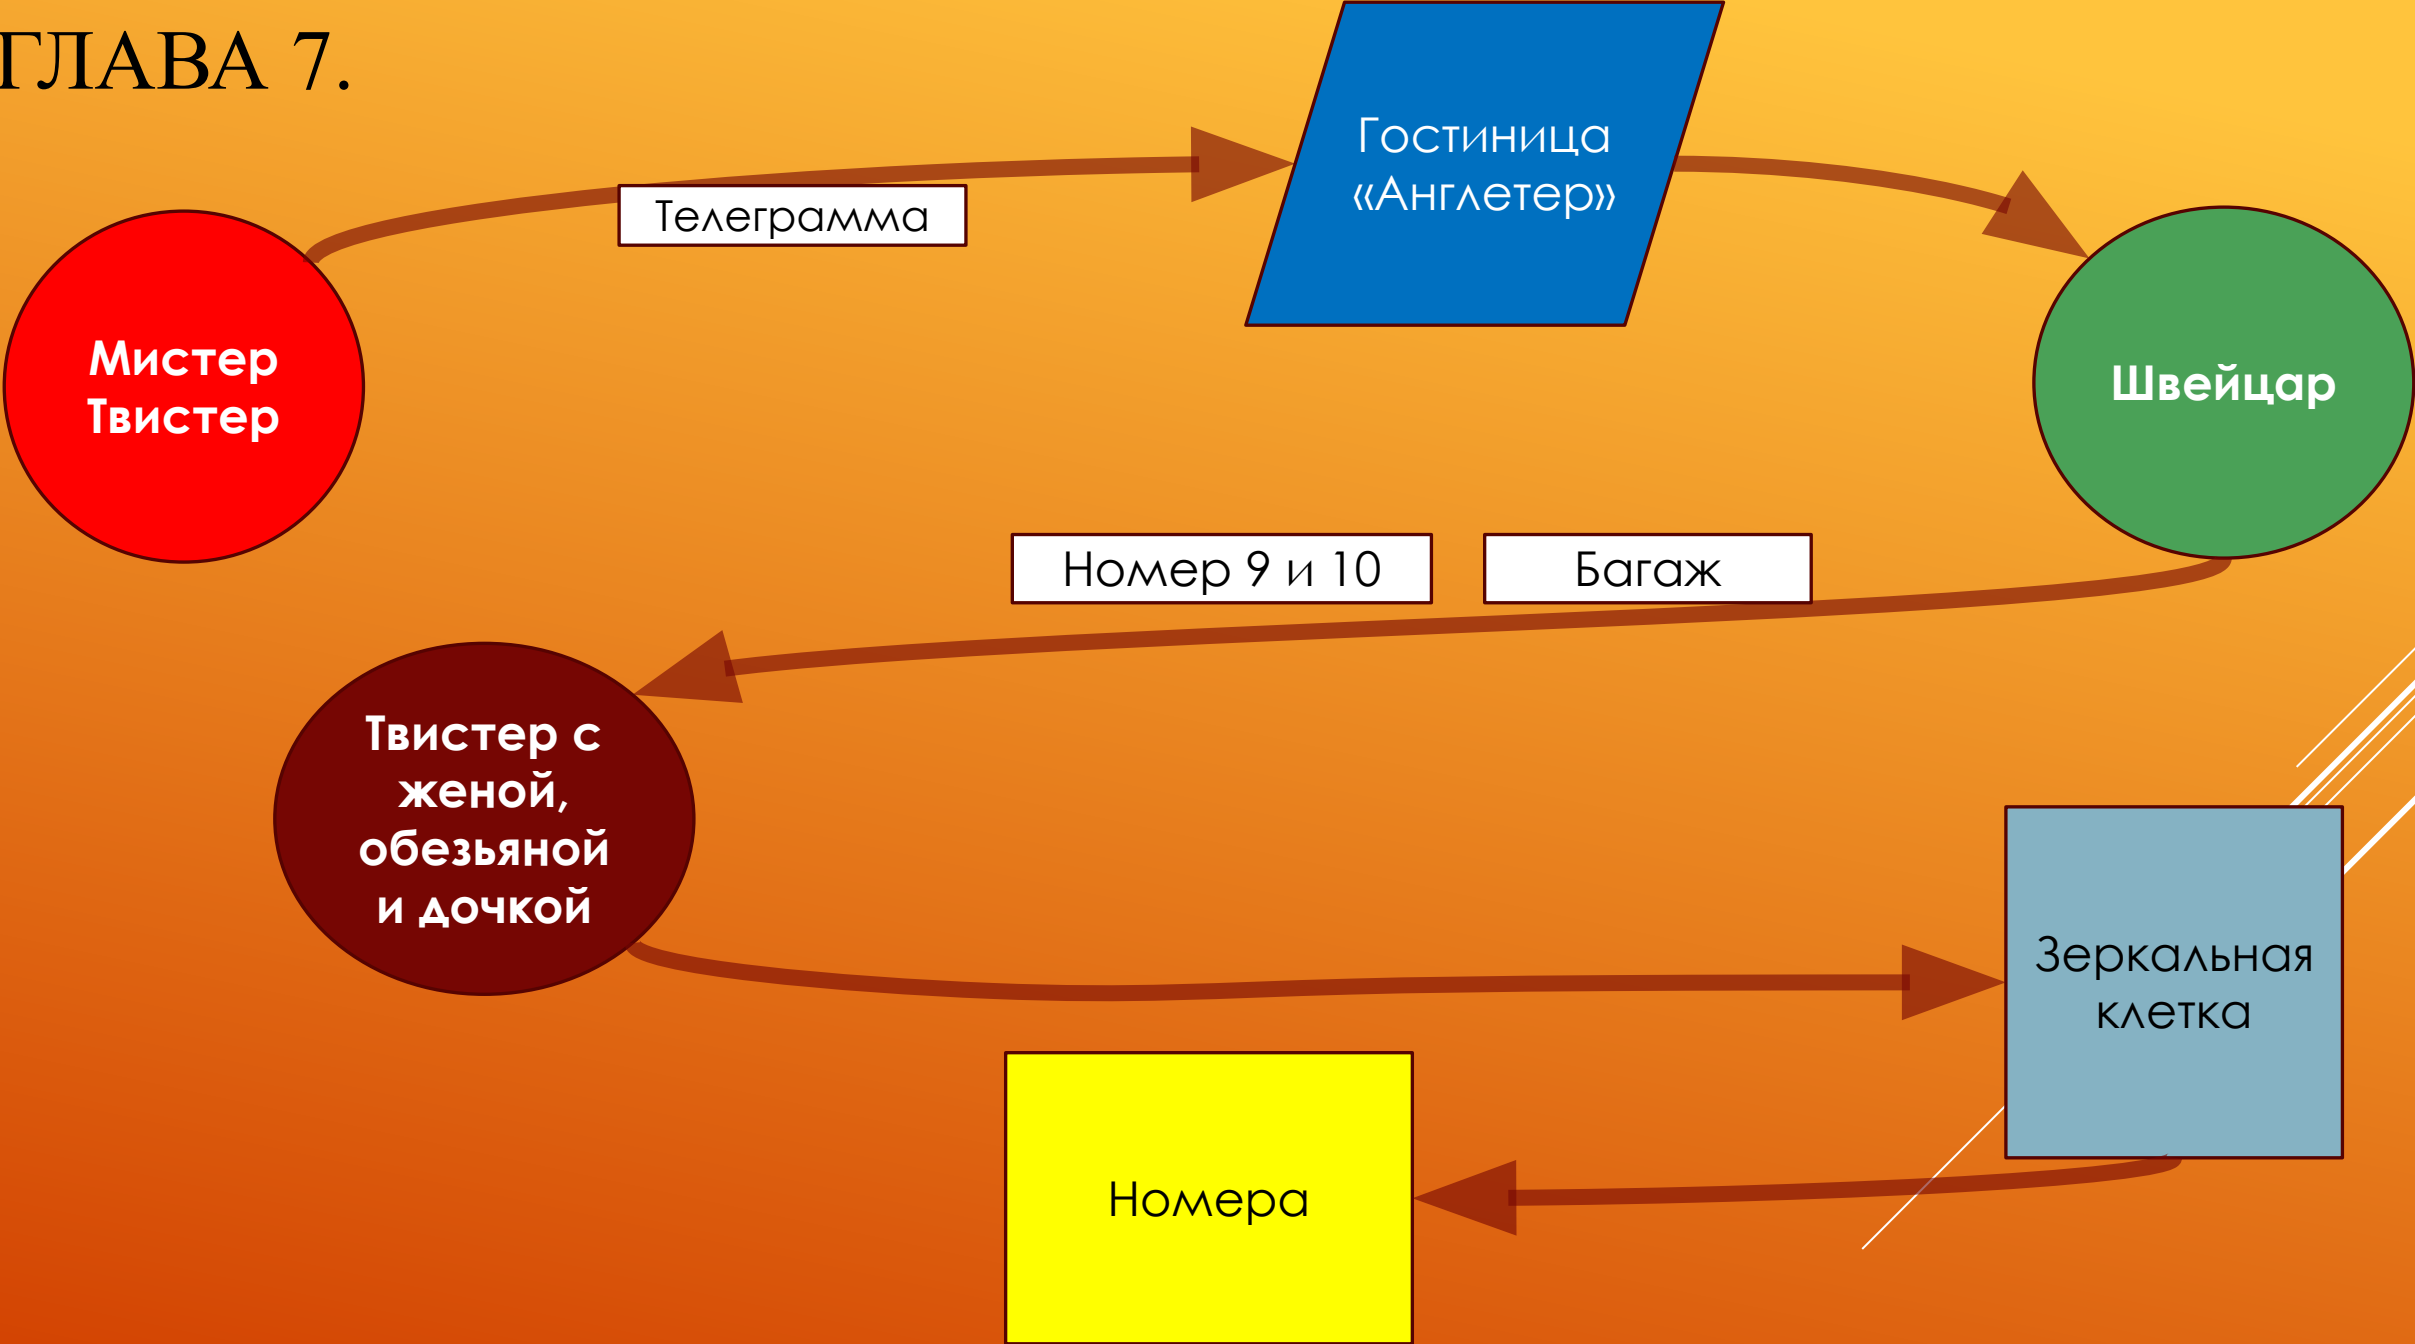 ГЛАВА 7.
Гостиница
«Англетер»
Телеграмма
Мистер
Твистер
Швейцар
Номер 9 и 10
Багаж
Твистер с
женой,
обезьяной
и дочкой
Зеркальная
клетка
Номера